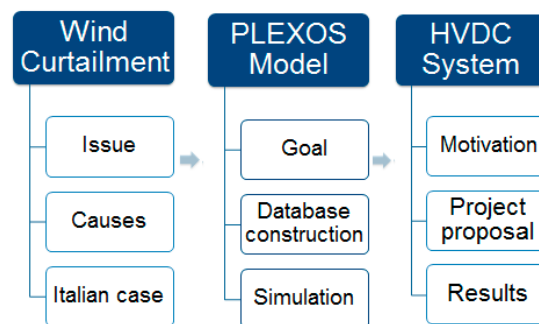 Wind
Curtailment
Issue
Causes
Italian case
PLEXOS
Model
Goal
Database
construction
Simulation
HVDC
System
Motivation
Project
proposal
Results